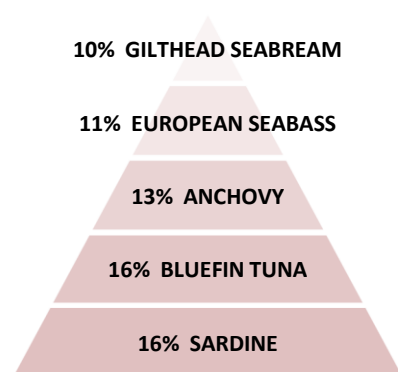 10% GILTHEAD SEABREAM
11% EUROPEAN SEABASS
13% ANCHOVY
16% BLUEFIN TUNA
16% SARDINE